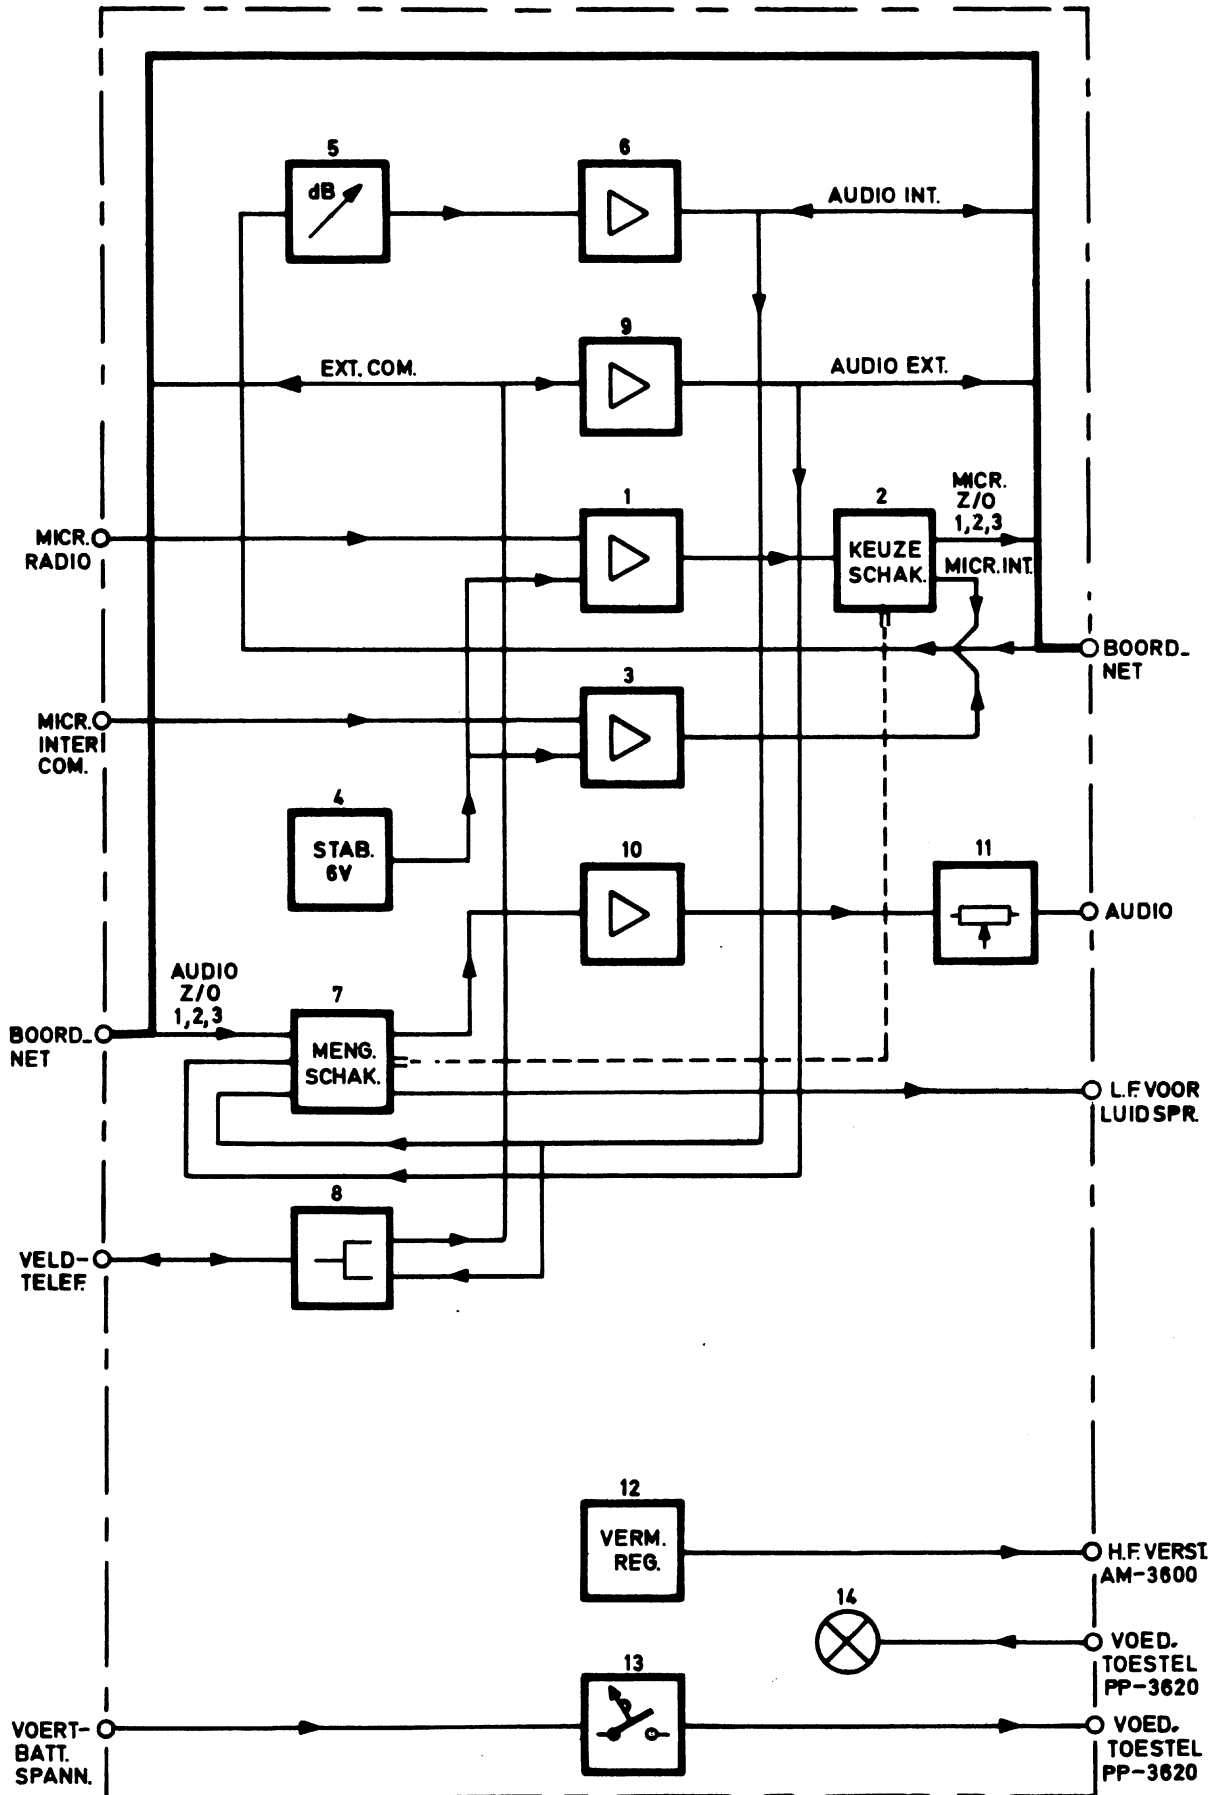 5
dB
6
AUDIO INT.
9
EXT. COM.
AUDIO EXT.
1
2
MICR.
Z/O
1,2,3
MICR.
RADIO
KEUZE
SCHAK.
MICR. INT.
BOORD_
NET
3
MICR.
INTER
COM.
4
STAB.
6V
10
11
AUDIO
AUDIO
Z/O
1,2,3
7
BOORD_
NET
MENG.
SCHAK.
L.F. VOOR
LUIDSPR.
8
VELD-
TELEF.
12
VERM.
REG.
H.F. VERST
AM-3600
14
VOED.
TOESTEL
PP-3620
13
VOERT-
BATT.
SPANN.
VOED.
TOESTEL
PP-3620